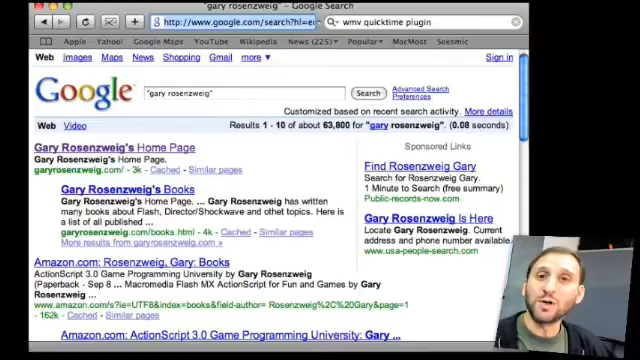 "gary rosenzweig" - Google Search
http://www.google.com/search?hl=en
wmv quicktime plugin
Apple Yahoo! Google Maps YouTube Wikipedia News (225) Popular MacMost Seesmic
Web Images Maps News Shopping Gmail more ▼ Sign in
Google
"gary rosenzweig" Search
Advanced Search
Preferences
Customized based on recent search activity. More details
Web Video Results 1 - 10 of about 63,800 for "gary rosenzweig". (0.08 seconds)
Gary Rosenzweig's Home Page
Gary Rosenzweig's Home Page.
garyrosenzweig.com/ - 3k - Cached - Similar pages
Gary Rosenzweig's Books
Gary Rosenzweig's Books. ... Gary Rosenzweig has written
many books about Flash, Director/Shockwave and othet topics. Here is
a list of all published ...
garyrosenzweig.com/books.html - 4k - Cached - Similar pages
More results from garyrosenzweig.com »
Amazon.com: Rosenzweig, Gary: Books
ActionScript 3.0 Game Programming University by Gary Rosenzweig
(Paperback - Sep 8 ... Macromedia Flash MX ActionScript for Fun and Games by Gary
Rosenzweig ...
www.amazon.com/s?ie=UTF8&index=books&field-author= Rosenzweig%2C%20Gary&page=1
- 162k - Cached - Similar pages
Amazon.com: ActionScript 3.0 Game Programming University: Gary ...
Sponsored Links
Find Rosenzweig Gary
Search for Rosenzweig Gary.
1 Minute to Search (free summary)
Public-records-now.com
Gary Rosenzweig Is Here
Locate Gary Rosenzweig. Current
address and phone number available.
www.usa-people-search.com